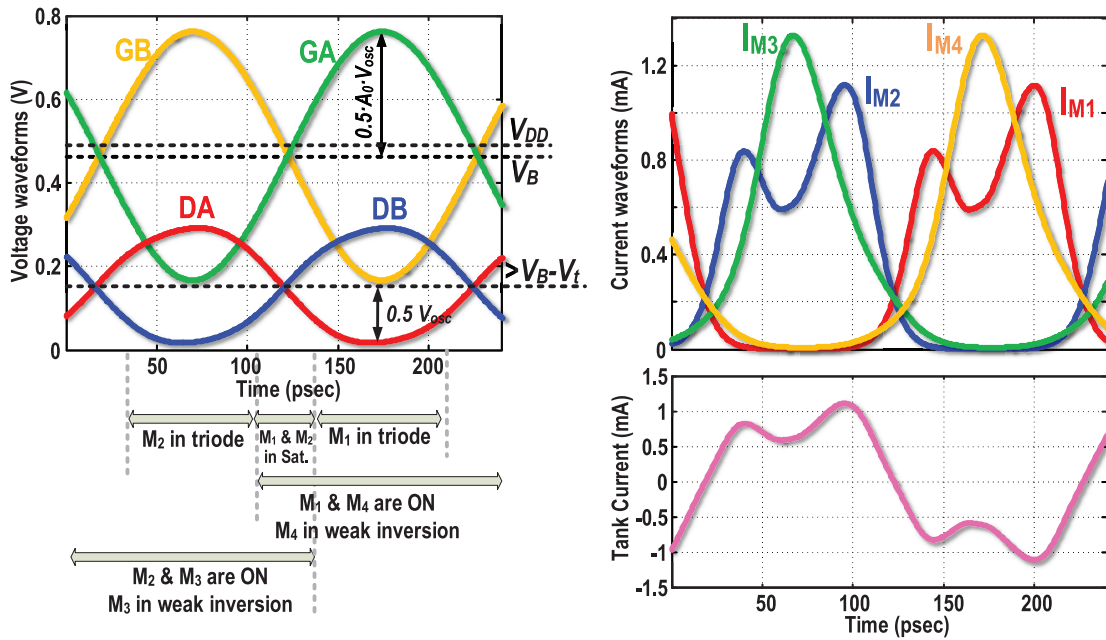 Voltage waveforms (V)
0.8
0.6
0.4
0.2
0
GB
GA
0.5·A₀·Vosc
VDD
VB
DA
DB
>VB-Vt
0.5 Vosc
0 50 100 150 200
Time (psec)
M₂ in triode
M₁ & M₂
in Sat.
M₁ in triode
M₁ & M₄ are ON
M₄ in weak inversion
M₂ & M₃ are ON
M₃ in weak inversion
Current waveforms (mA)
1.2
0.8
0.4
0
IM3
IM2
IM4
IM1
Tank Current (mA)
1.5
1
0.5
0
-0.5
-1
-1.5
50 100 150 200
Time (psec)